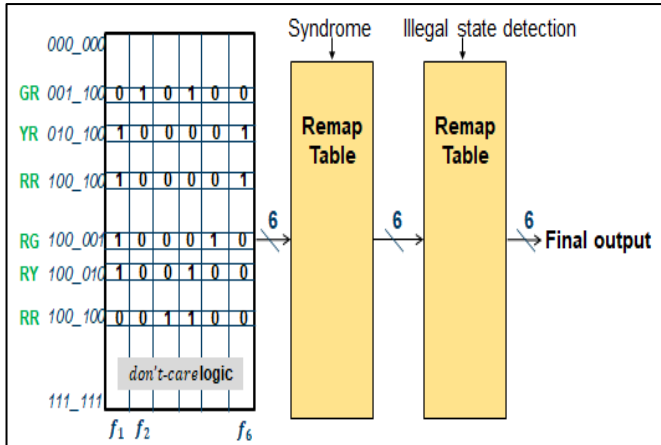 Syndrome
Illegal state detection
000_000
GR 001_100 0 1 0 1 0 0
YR 010_100 1 0 0 0 0 1
RR 100_100 1 0 0 0 0 1
RG 100_001 1 0 0 0 1 0
RY 100_010 1 0 0 1 0 0
RR 100_100 0 0 1 1 0 0
don't-care logic
111_111
f1 f2 f6
6
Remap
Table
6
Remap
Table
6
Final output